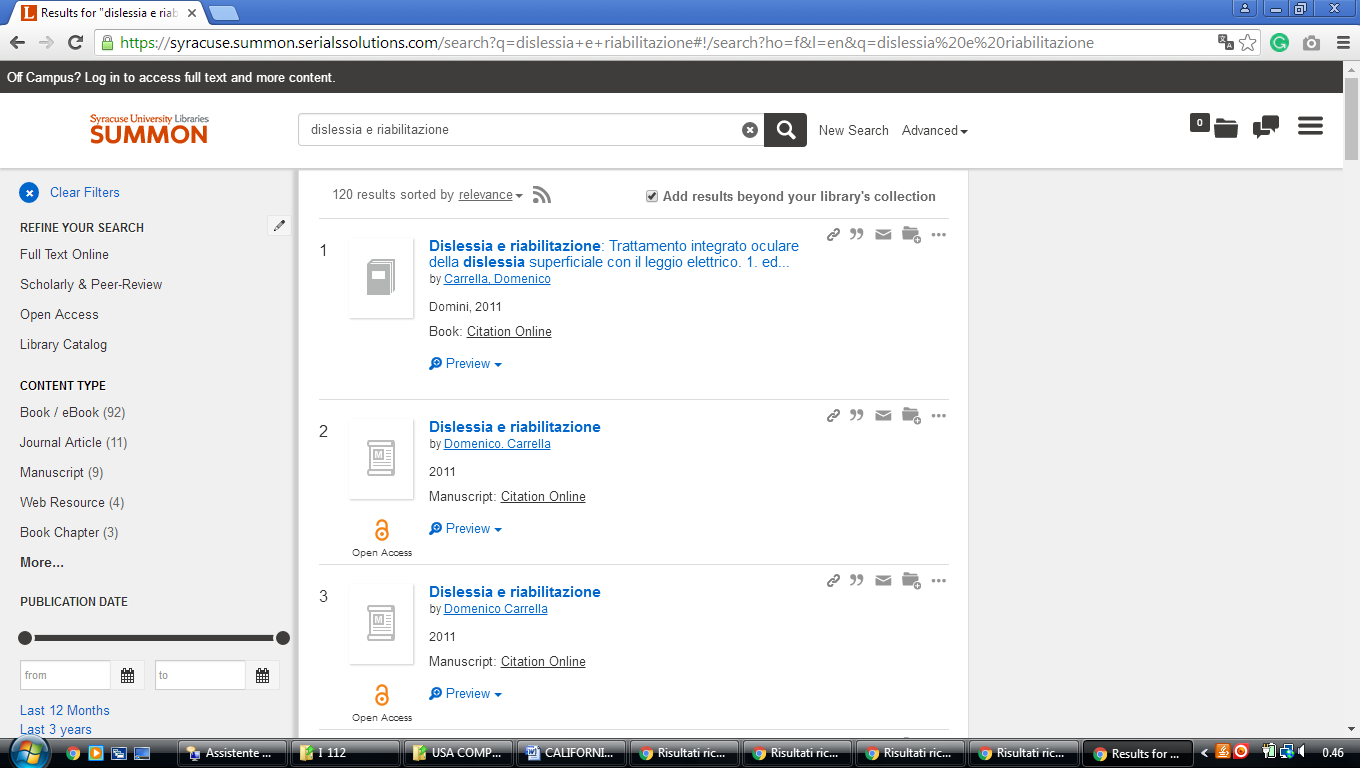 Results for "dislessia e riab
https://syracuse.summon.serialssolutions.com/search?q=dislessia+e+riabilitazione#!/search?ho=f&l=en&q=dislessia%20e%20riabilitazione
Off Campus? Log in to access full text and more content.
Syracuse University Libraries
SUMMON
dislessia e riabilitazione
New Search
Advanced
0
Clear Filters
REFINE YOUR SEARCH
Full Text Online
Scholarly & Peer-Review
Open Access
Library Catalog
CONTENT TYPE
Book / eBook (92)
Journal Article (11)
Manuscript (9)
Web Resource (4)
Book Chapter (3)
More...
PUBLICATION DATE
from
to
Last 12 Months
Last 3 years
120 results sorted by relevance
Add results beyond your library's collection
1
Dislessia e riabilitazione: Trattamento integrato oculare
della dislessia superficiale con il leggio elettrico. 1. ed...
by Carrella, Domenico
Domini, 2011
Book: Citation Online
Preview
2
Dislessia e riabilitazione
by Domenico. Carrella
2011
Manuscript: Citation Online
Open Access
Preview
3
Dislessia e riabilitazione
by Domenico Carrella
2011
Manuscript: Citation Online
Open Access
Preview
Assistente ...
I 112
USA COMP...
CALIFORNI...
Risultati ric...
Risultati ric...
Risultati ric...
Risultati ric...
Results for ...
0.46